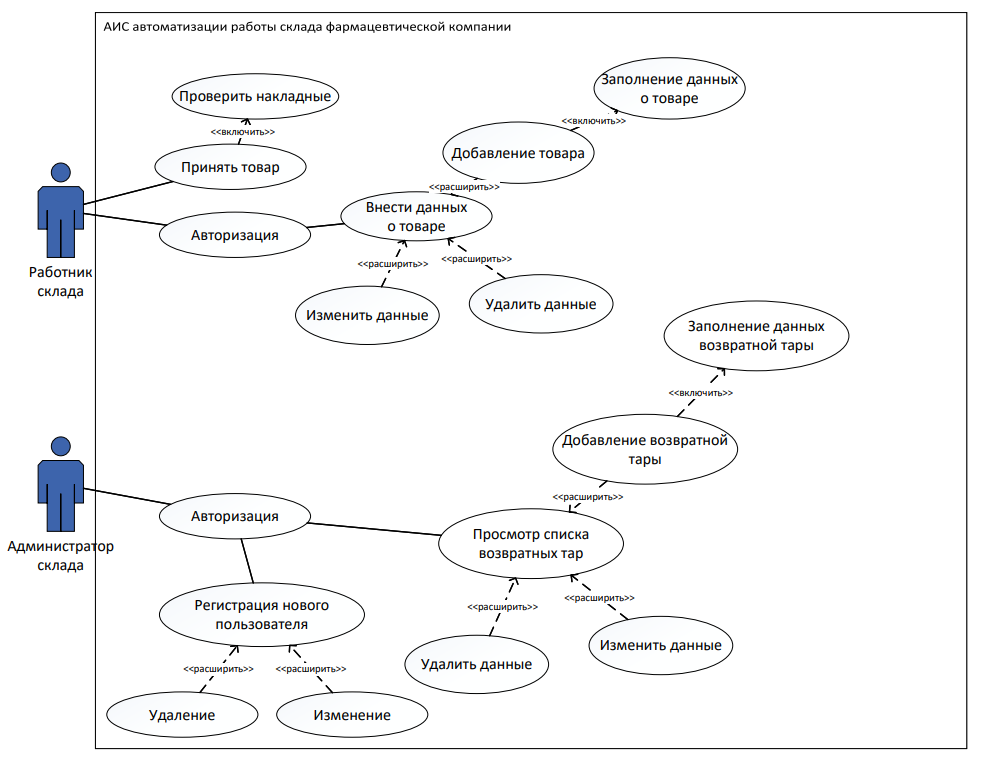 АИС автоматизации работы склада фармацевтической компании
Заполнение данных
о товаре
Проверить накладные
<<включить>>
<<включить>>
Добавление товара
Принять товар
<<расширить>>
Внести данных
о товаре
Авторизация
<<расширить>>
<<расширить>>
Работник
склада
Изменить данные
Удалить данные
Заполнение данных
возвратной тары
<<включить>>
Добавление возвратной
тары
<<расширить>>
Авторизация
Просмотр списка
возвратных тар
Администратор
склада
<<расширить>>
<<расширить>>
Регистрация нового
пользователя
Изменить данные
Удалить данные
<<расширить>>
<<расширить>>
Удаление
Изменение